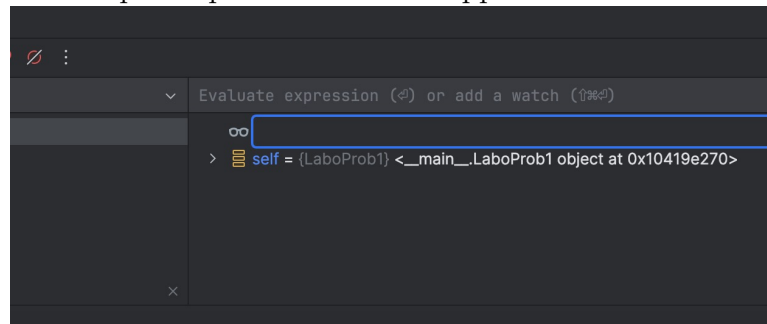 Evaluate expression (⏎) or add a watch (⇧⌘⏎)
self = {LaboProb1} <__main__.LaboProb1 object at 0x10419e270>